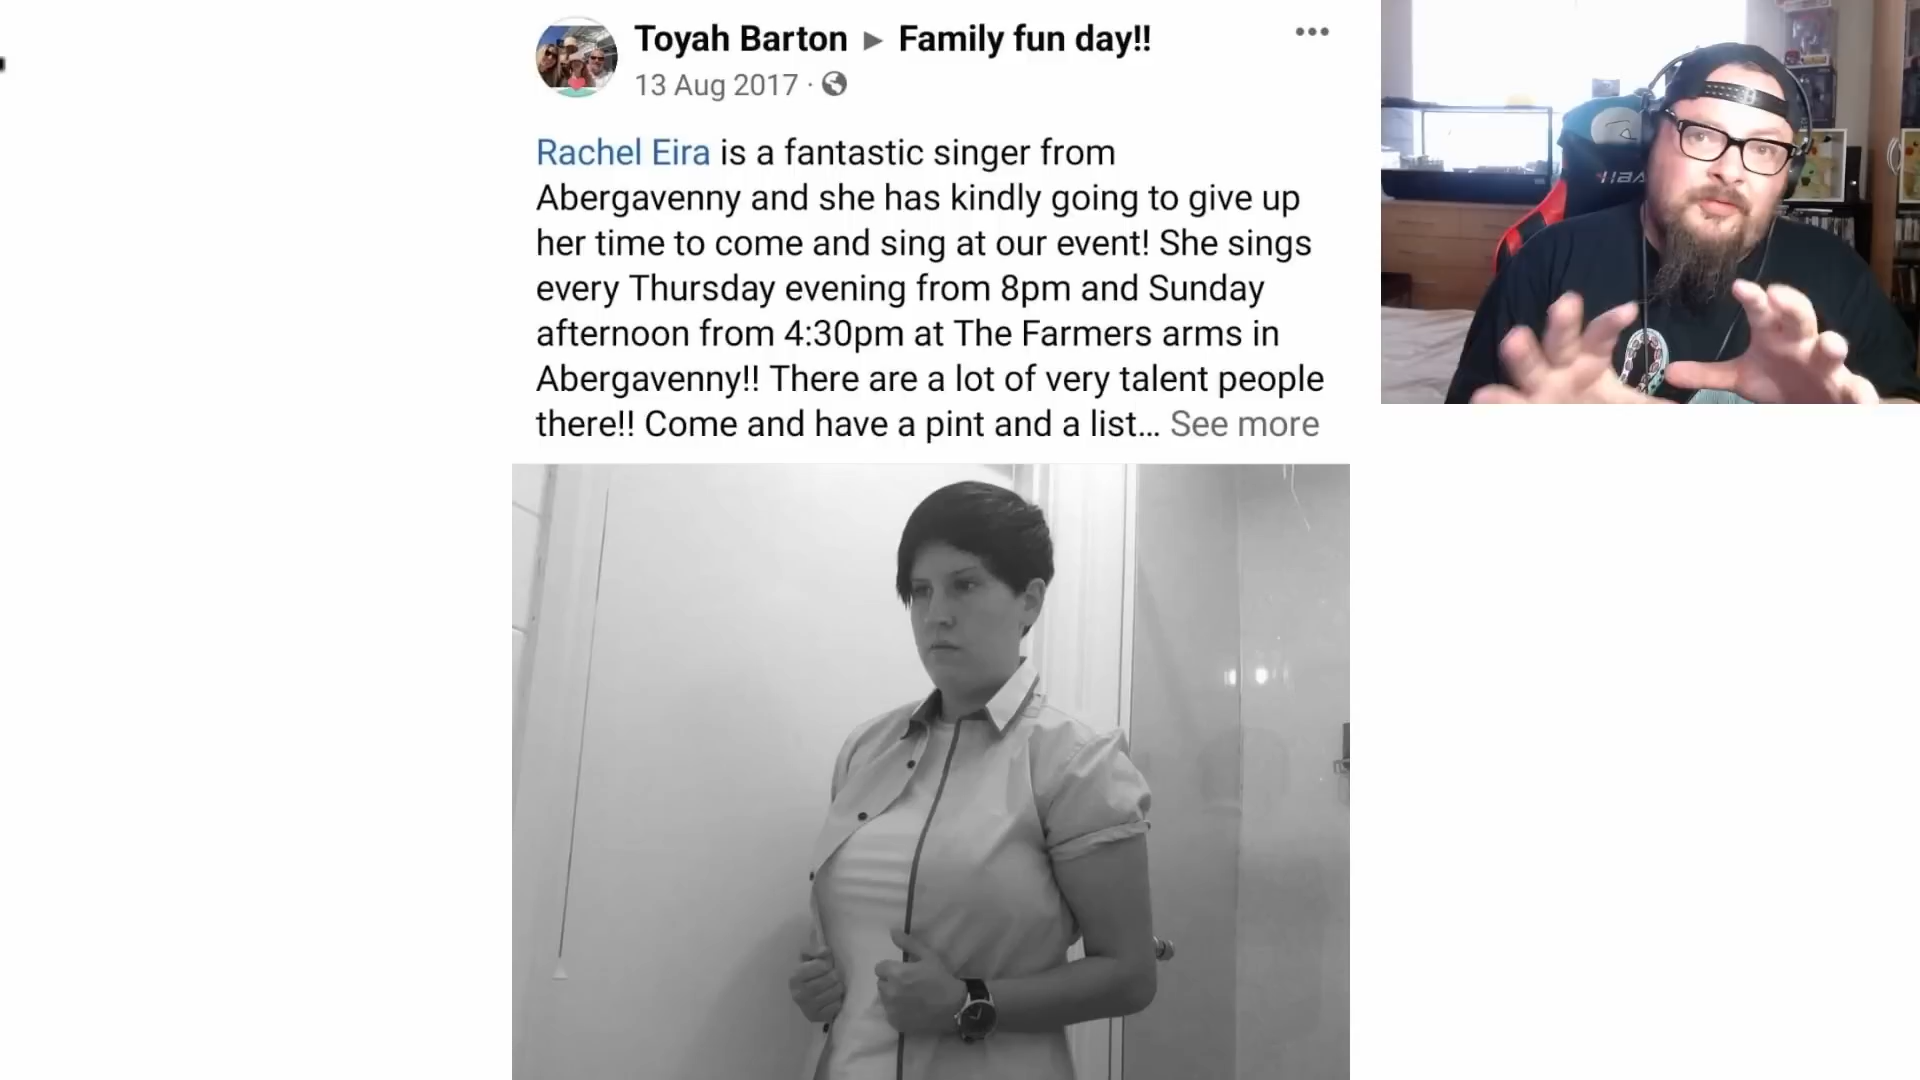 Toyah Barton ▸ Family fun day!!
13 Aug 2017 ·
Rachel Eira is a fantastic singer from
Abergavenny and she has kindly going to give up
her time to come and sing at our event! She sings
every Thursday evening from 8pm and Sunday
afternoon from 4:30pm at The Farmers arms in
Abergavenny!! There are a lot of very talent people
there!! Come and have a pint and a list... See more